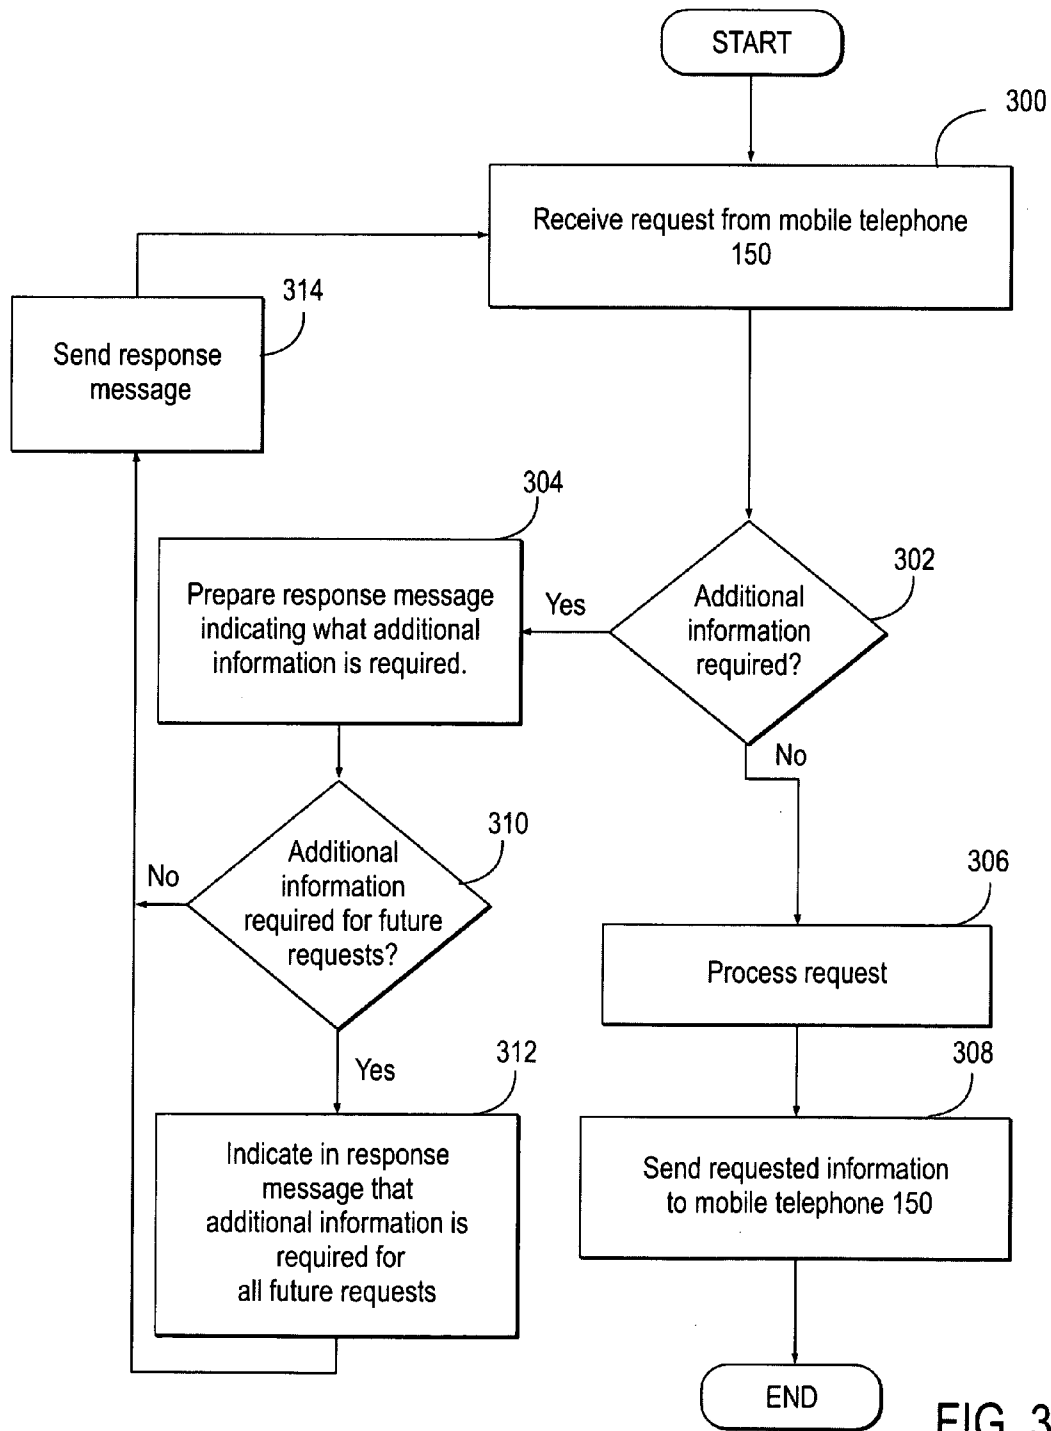 START
300
Receive request from mobile telephone
150
314
Send response
message
304
Prepare response message
indicating what additional
information is required.
Yes
302
Additional
information
required?
No
310
Additional
information
required for future
requests?
No
Yes
306
Process request
312
Indicate in response
message that
additional information is
required for
all future requests
308
Send requested information
to mobile telephone 150
END
FIG. 3